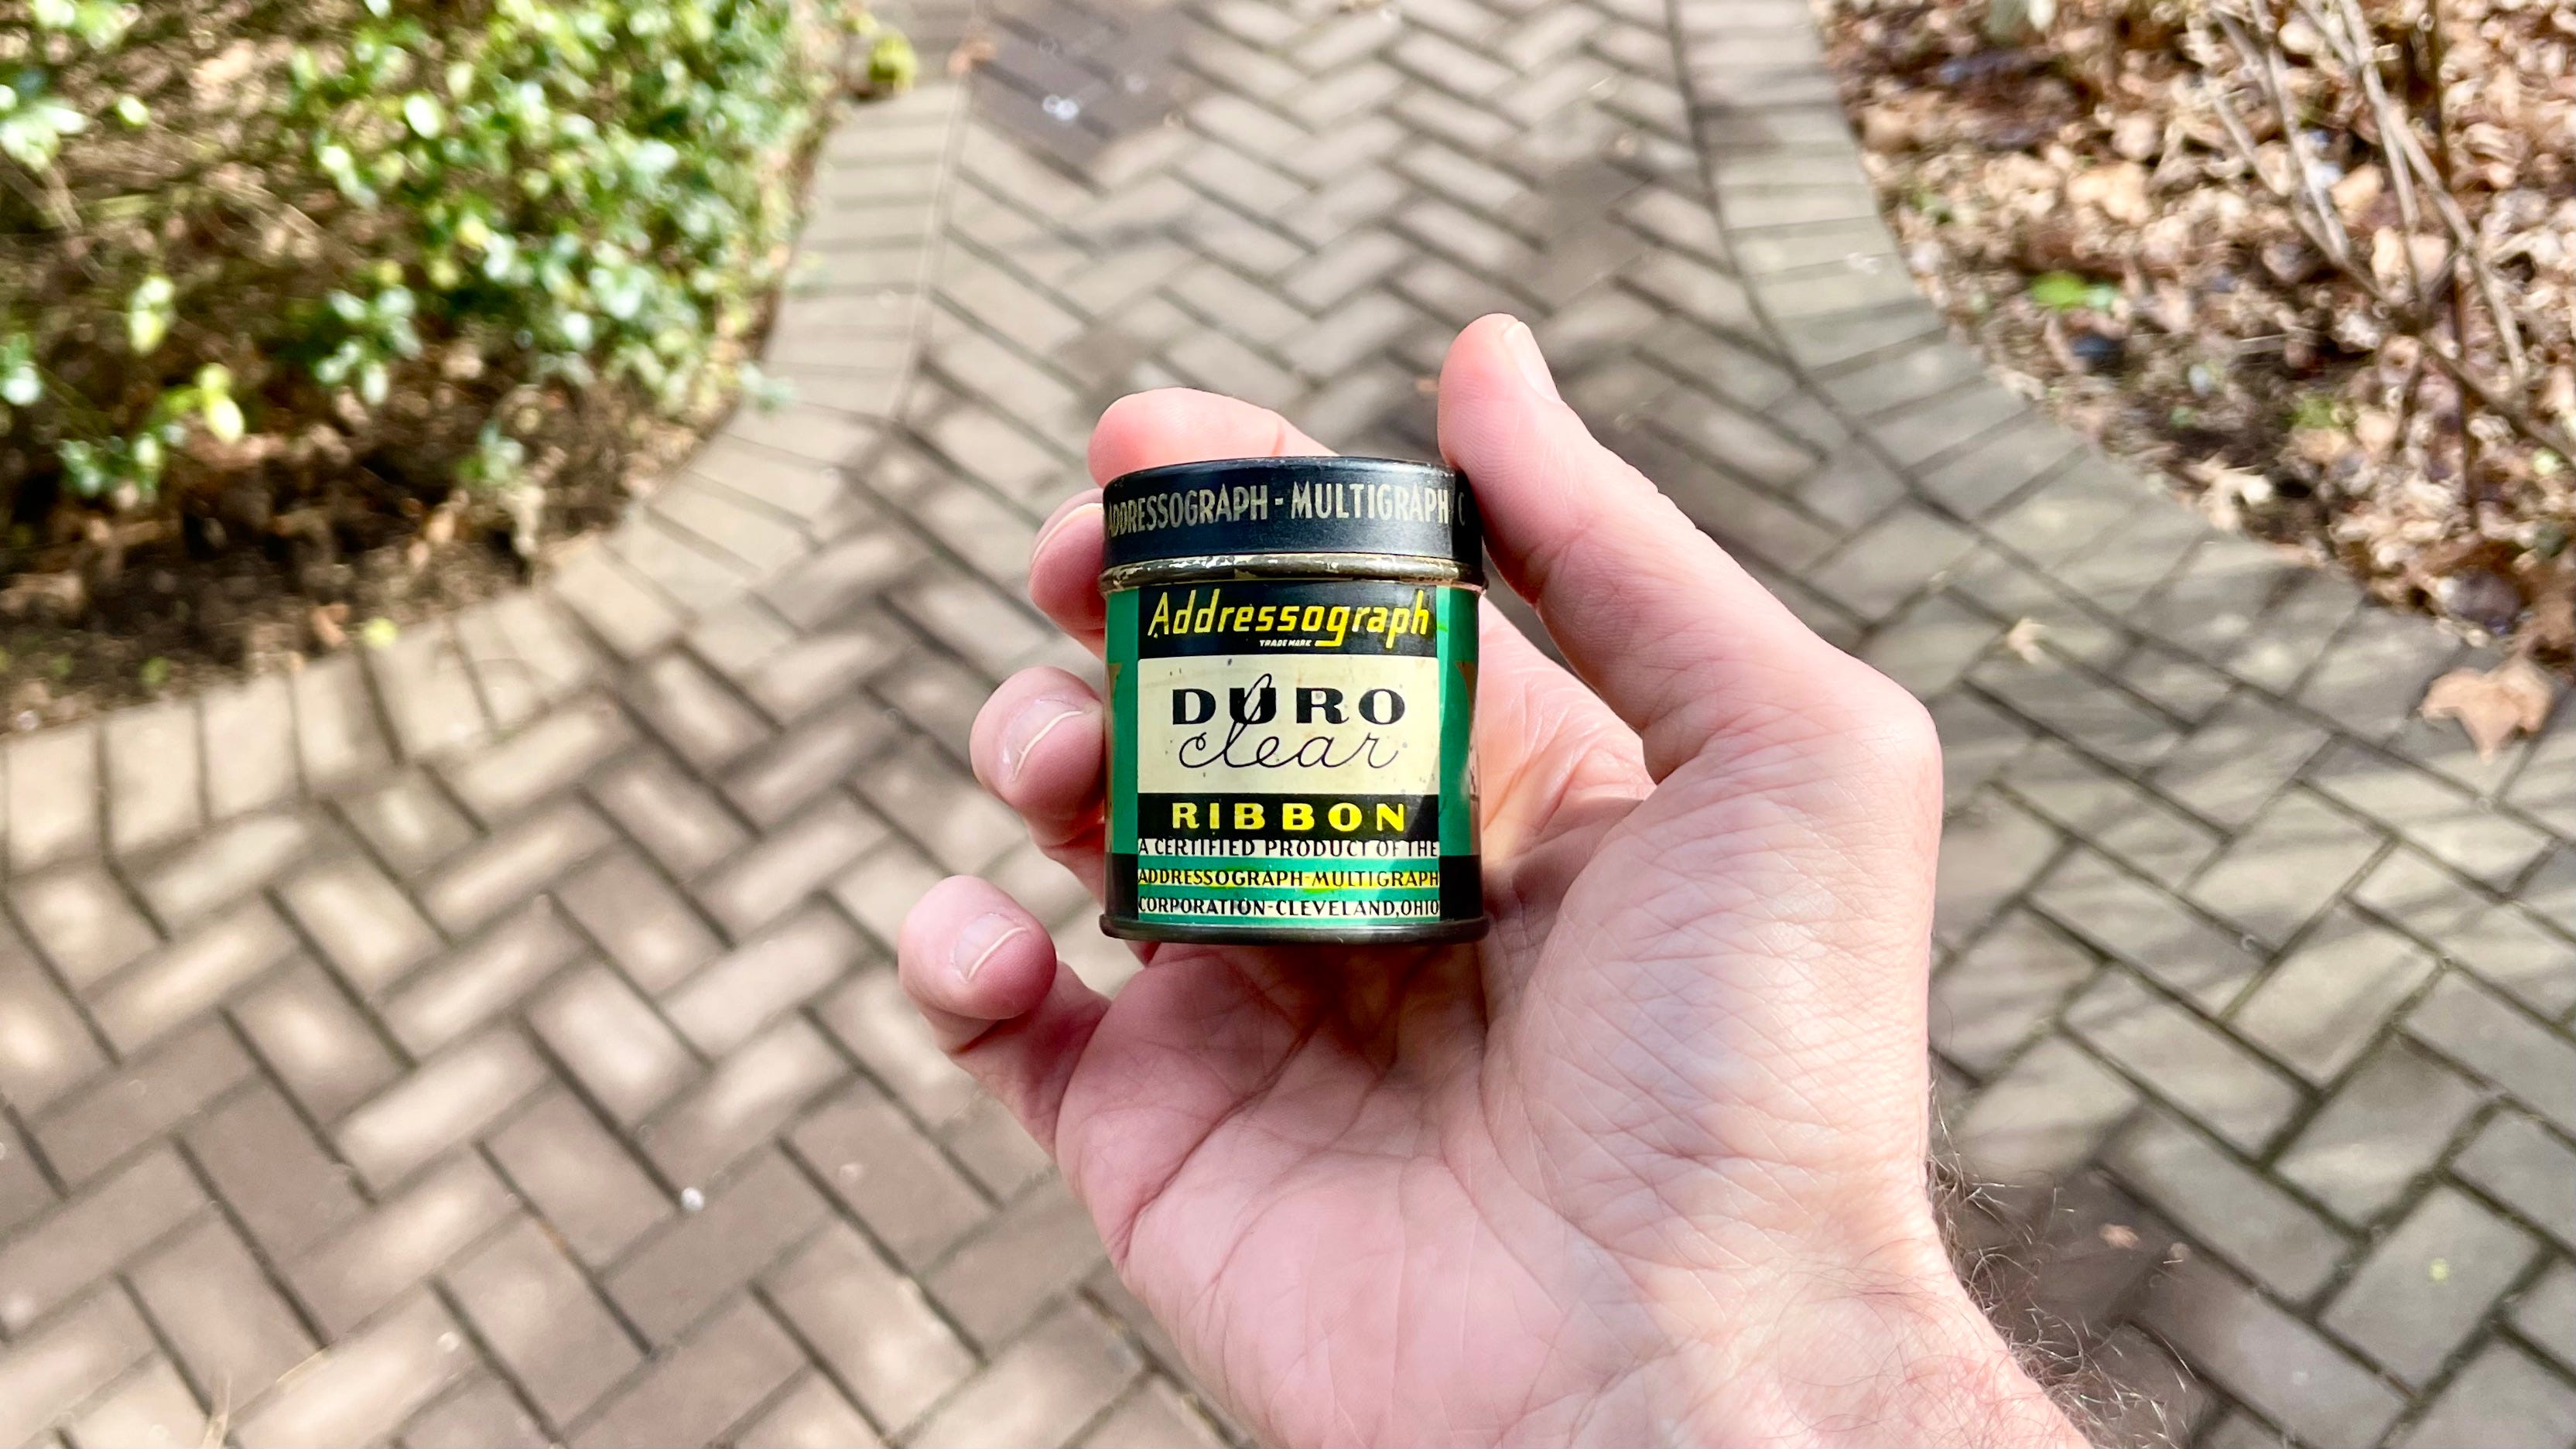 ADDRESSOGRAPH - MULTIGRAPH C
Addressograph
TRADE MARK
DURO
clear
RIBBON
A CERTIFIED PRODUCT OF THE
ADDRESSOGRAPH-MULTIGRAPH
CORPORATION-CLEVELAND, OHIO